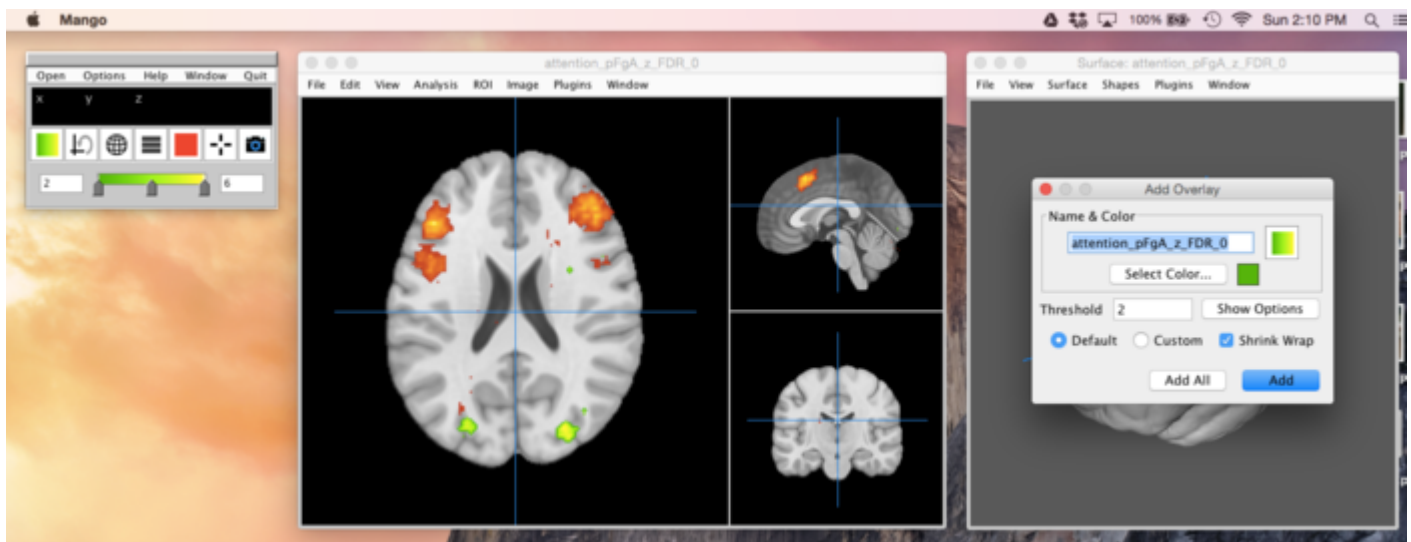 Mango 100% Sun 2:10 PM
Open Options Help Window Quit
x y z
2 6
attention_pFgA_z_FDR_0
File Edit View Analysis ROI Image Plugins Window
Surface: attention_pFgA_z_FDR_0
File View Surface Shapes Plugins Window
Add Overlay
Name & Color
attention_pFgA_z_FDR_0
Select Color...
Threshold 2 Show Options
Default Custom Shrink Wrap
Add All Add